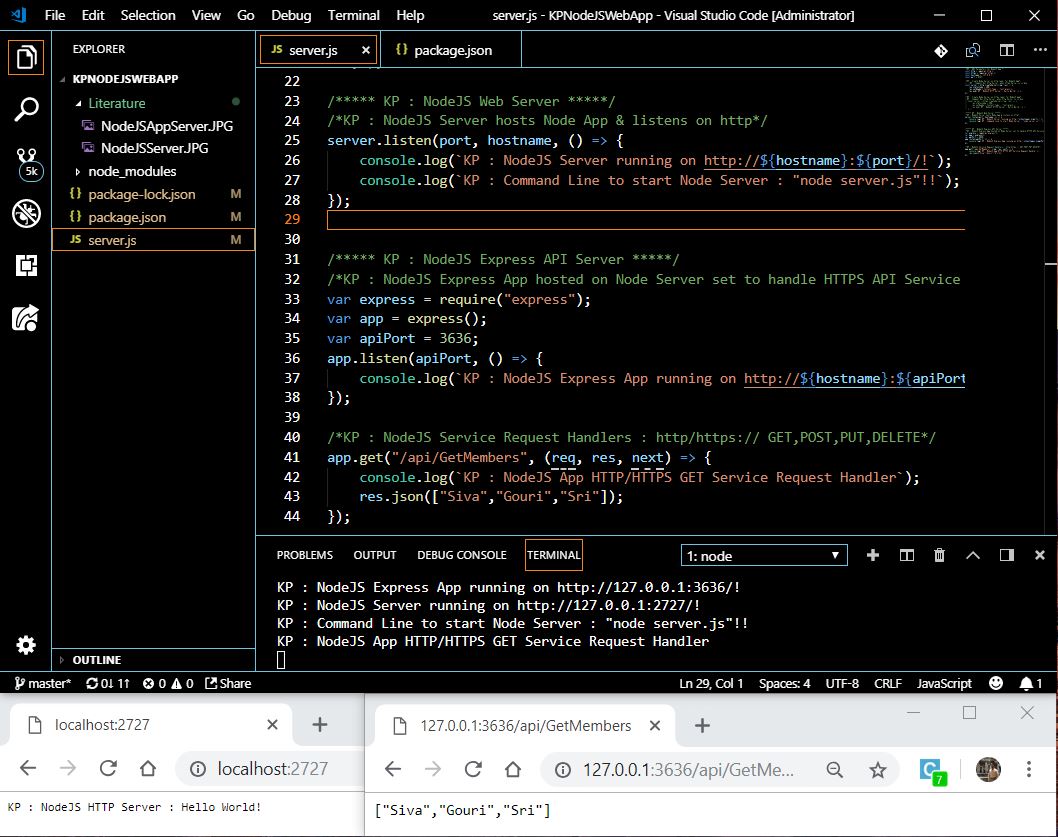 File Edit Selection View Go Debug Terminal Help server.js - KPNodeJSWebApp - Visual Studio Code [Administrator]
EXPLORER
KPNODEJSWEBAPP
Literature
NodeJSAppServer.JPG
NodeJSServer.JPG
node_modules
package-lock.json M
package.json M
server.js M
OUTLINE
5k
JS server.js × {} package.json
22
23 /***** KP : NodeJS Web Server *****/
24 /*KP : NodeJS Server hosts Node App & listens on http*/
25 server.listen(port, hostname, () => {
26 console.log(`KP : NodeJS Server running on http://${hostname}:${port}/!`);
27 console.log(`KP : Command Line to start Node Server : "node server.js"!!`);
28 });
29
30
31 /***** KP : NodeJS Express API Server *****/
32 /*KP : NodeJS Express App hosted on Node Server set to handle HTTPS API Service
33 var express = require("express");
34 var app = express();
35 var apiPort = 3636;
36 app.listen(apiPort, () => {
37 console.log(`KP : NodeJS Express App running on http://${hostname}:${apiPort
38 });
39
40 /*KP : NodeJS Service Request Handlers : http/https:// GET,POST,PUT,DELETE*/
41 app.get("/api/GetMembers", (req, res, next) => {
42 console.log(`KP : NodeJS App HTTP/HTTPS GET Service Request Handler`);
43 res.json(["Siva","Gouri","Sri"]);
44 });
PROBLEMS OUTPUT DEBUG CONSOLE TERMINAL 1: node
KP : NodeJS Express App running on http://127.0.0.1:3636/!
KP : NodeJS Server running on http://127.0.0.1:2727/!
KP : Command Line to start Node Server : "node server.js"!!
KP : NodeJS App HTTP/HTTPS GET Service Request Handler
master* 0↓ 1↑ 0 0 Share Ln 29, Col 1 Spaces: 4 UTF-8 CRLF JavaScript 1
localhost:2727
localhost:2727
KP : NodeJS HTTP Server : Hello World!
127.0.0.1:3636/api/GetMembers
127.0.0.1:3636/api/GetMe...
C 7
["Siva","Gouri","Sri"]